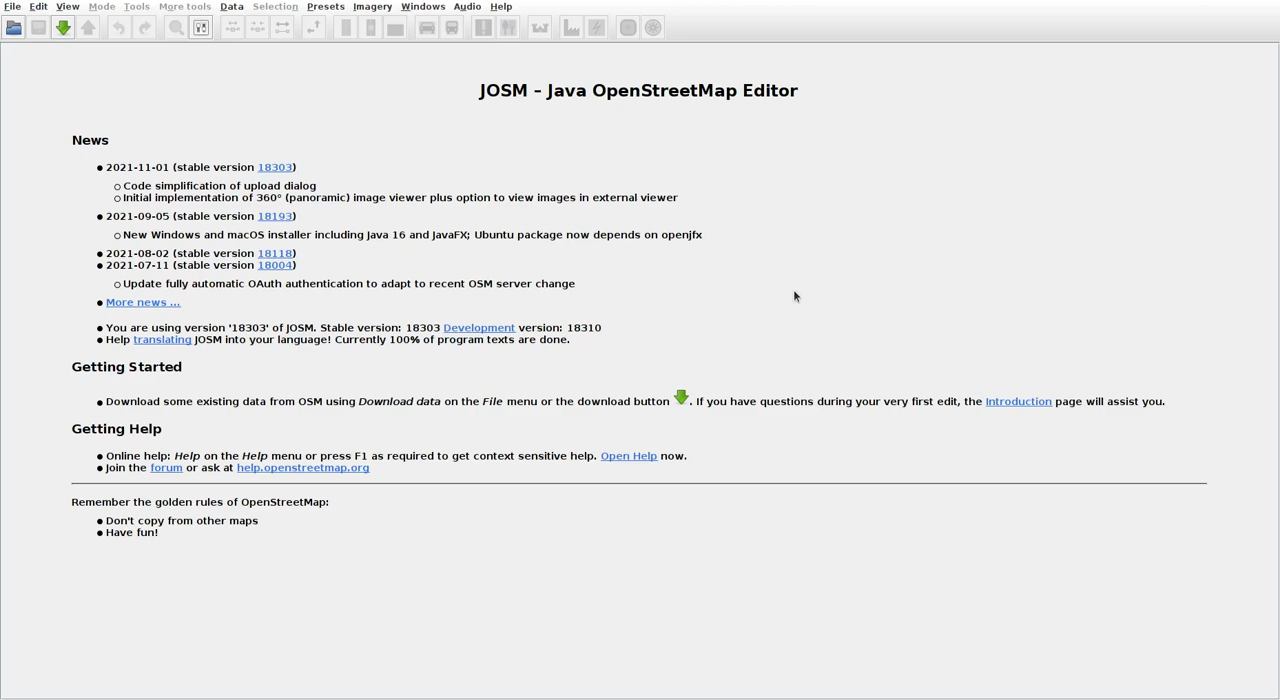 File Edit View Mode Tools More tools Data Selection Presets Imagery Windows Audio Help
JOSM – Java OpenStreetMap Editor
News
2021-11-01 (stable version 18303)
Code simplification of upload dialog
Initial implementation of 360° (panoramic) image viewer plus option to view images in external viewer
2021-09-05 (stable version 18193)
New Windows and macOS installer including Java 16 and JavaFX; Ubuntu package now depends on openjfx
2021-08-02 (stable version 18118)
2021-07-11 (stable version 18004)
Update fully automatic OAuth authentication to adapt to recent OSM server change
More news ...
You are using version '18303' of JOSM. Stable version: 18303 Development version: 18310
Help translating JOSM into your language! Currently 100% of program texts are done.
Getting Started
Download some existing data from OSM using Download data on the File menu or the download button . If you have questions during your very first edit, the Introduction page will assist you.
Getting Help
Online help: Help on the Help menu or press F1 as required to get context sensitive help. Open Help now.
Join the forum or ask at help.openstreetmap.org
Remember the golden rules of OpenStreetMap:
Don't copy from other maps
Have fun!